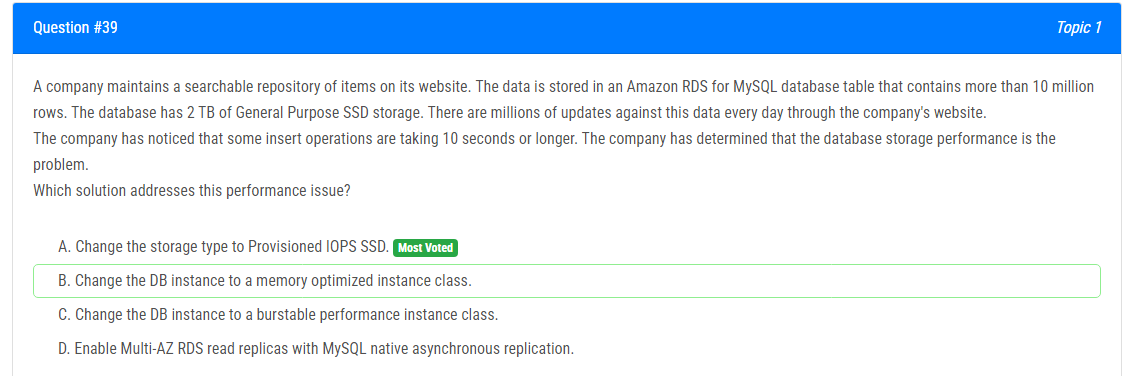 Question #39
Topic 1
A company maintains a searchable repository of items on its website. The data is stored in an Amazon RDS for MySQL database table that contains more than 10 million
rows. The database has 2 TB of General Purpose SSD storage. There are millions of updates against this data every day through the company's website.
The company has noticed that some insert operations are taking 10 seconds or longer. The company has determined that the database storage performance is the
problem.
Which solution addresses this performance issue?
A. Change the storage type to Provisioned IOPS SSD. Most Voted
B. Change the DB instance to a memory optimized instance class.
C. Change the DB instance to a burstable performance instance class.
D. Enable Multi-AZ RDS read replicas with MySQL native asynchronous replication.